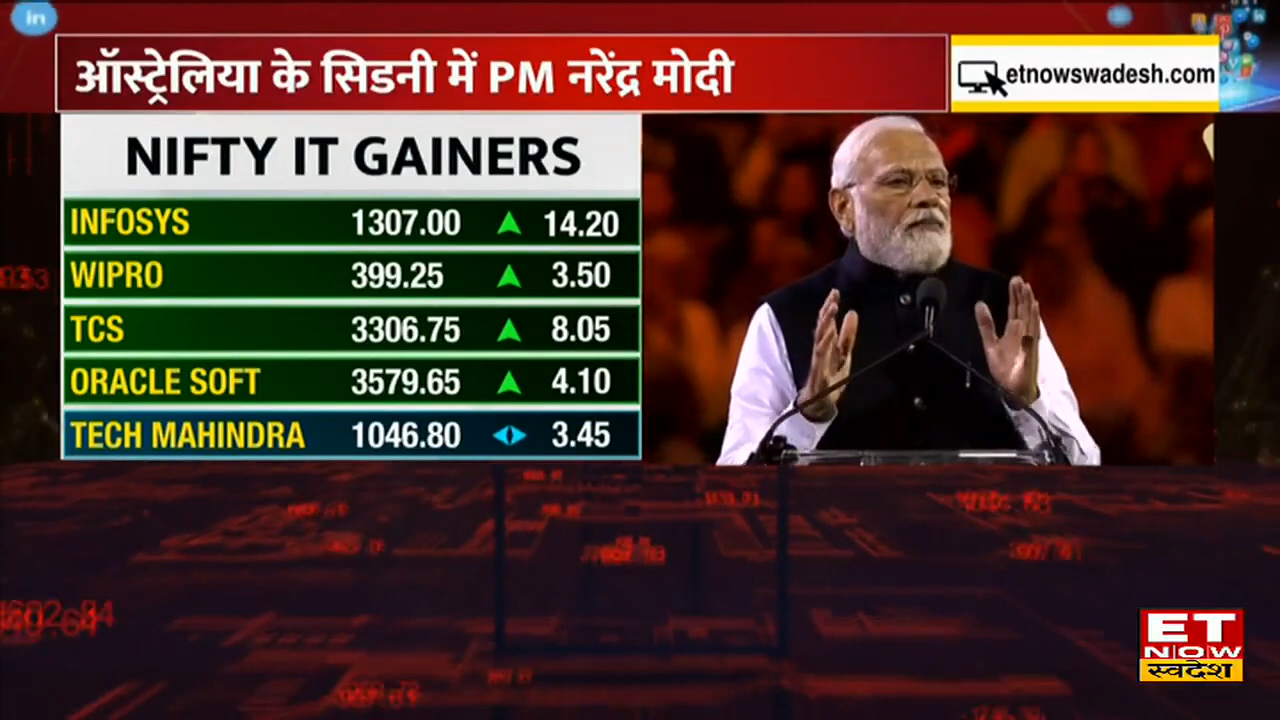 in
ऑस्ट्रेलिया के सिडनी में PM नरेंद्र मोदी
etnowswadesh.com
NIFTY IT GAINERS
INFOSYS 1307.00 14.20
WIPRO 399.25 3.50
TCS 3306.75 8.05
ORACLE SOFT 3579.65 4.10
TECH MAHINDRA 1046.80 3.45
ET
NOW
स्वदेश